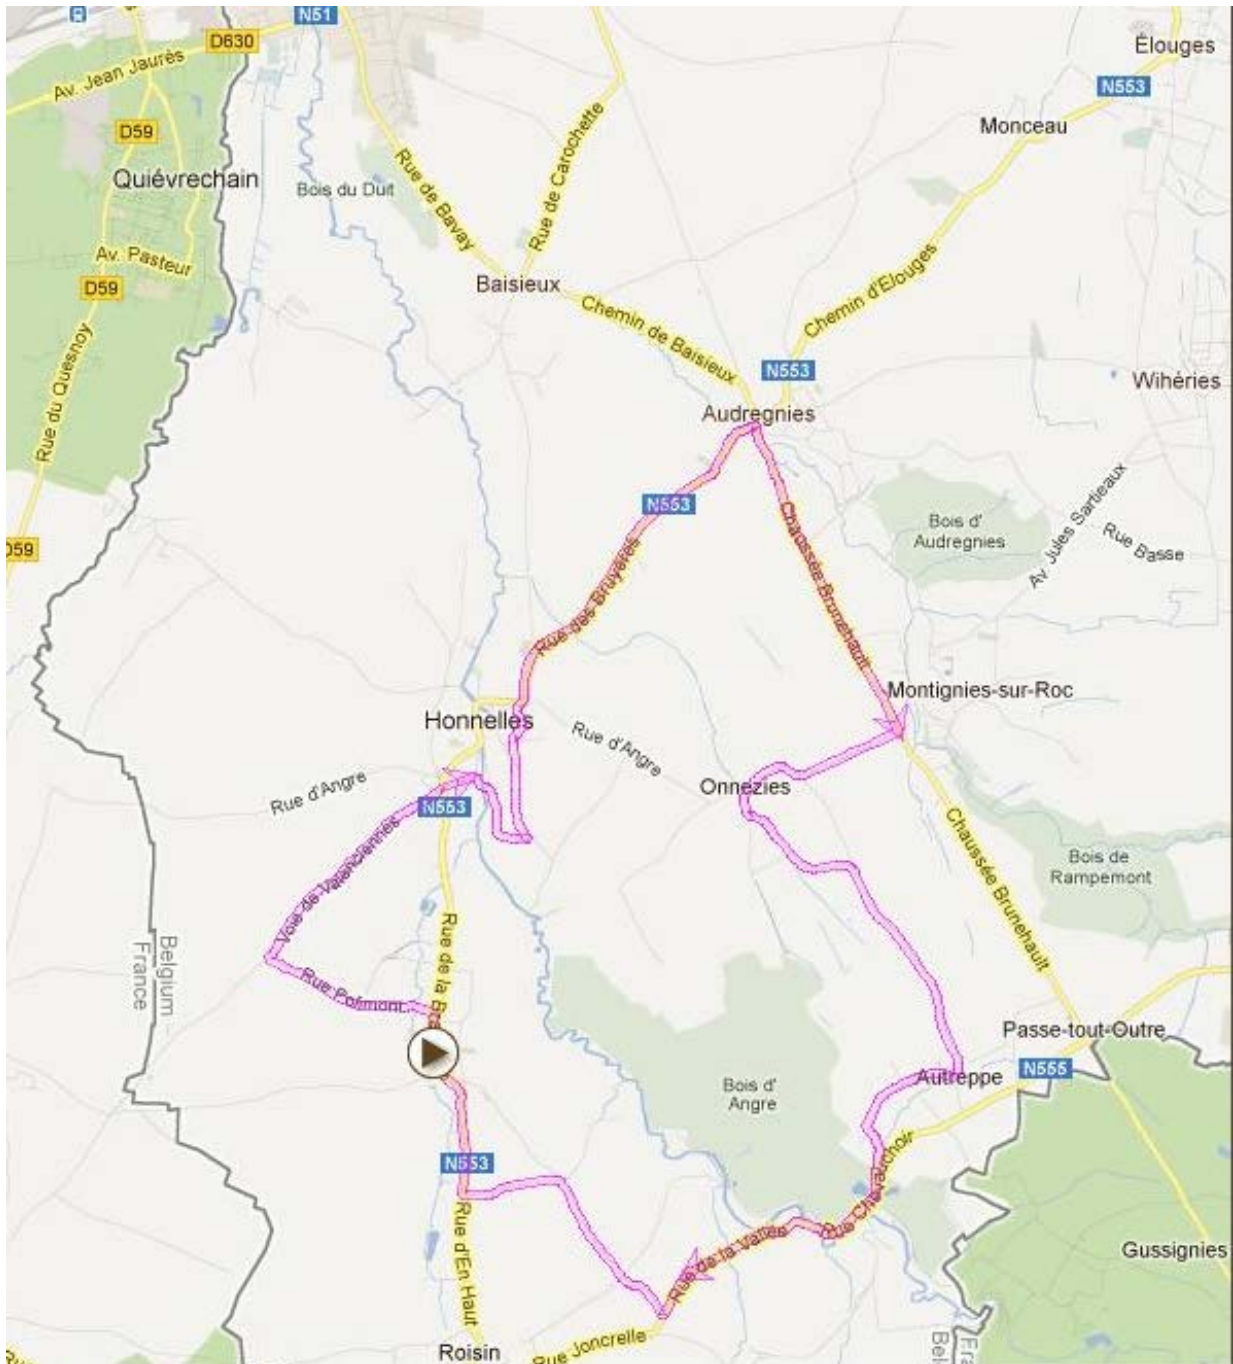 N51
D630
Av. Jean Jaurès
Élouges
N553
D59
Monceau
Rue de Carochette
Rue de Bavay
Quiévrechain
Bois du Duit
Av. Pasteur
D59
Baisieux
Chemin d'Elouges
Chemin de Baisieux
Rue du Quesnoy
N553
Wihéries
Audregnies
N553
Av Jules Sartieaux
Bois d'
Audregnies
Rue Basse
D59
Chaussée Brunehault
Rue des Bruyères
Montignies-sur-Roc
Honnelles
Rue d'Angre
Rue d'Angre
Onnezies
N553
Voie de Valenciennes
Chaussée Brunehault
Bois de
Rampemont
Rue de la B
Belgium
France
Rue Pofimont
Passe-tout-Outre
N555
Autreppe
Bois d'
Angre
Rue Chevauchoir
N553
Rue de la Vallée
Rue d'En Haut
Gussignies
Roisin
Rue Joncrelle
Bel
Fra